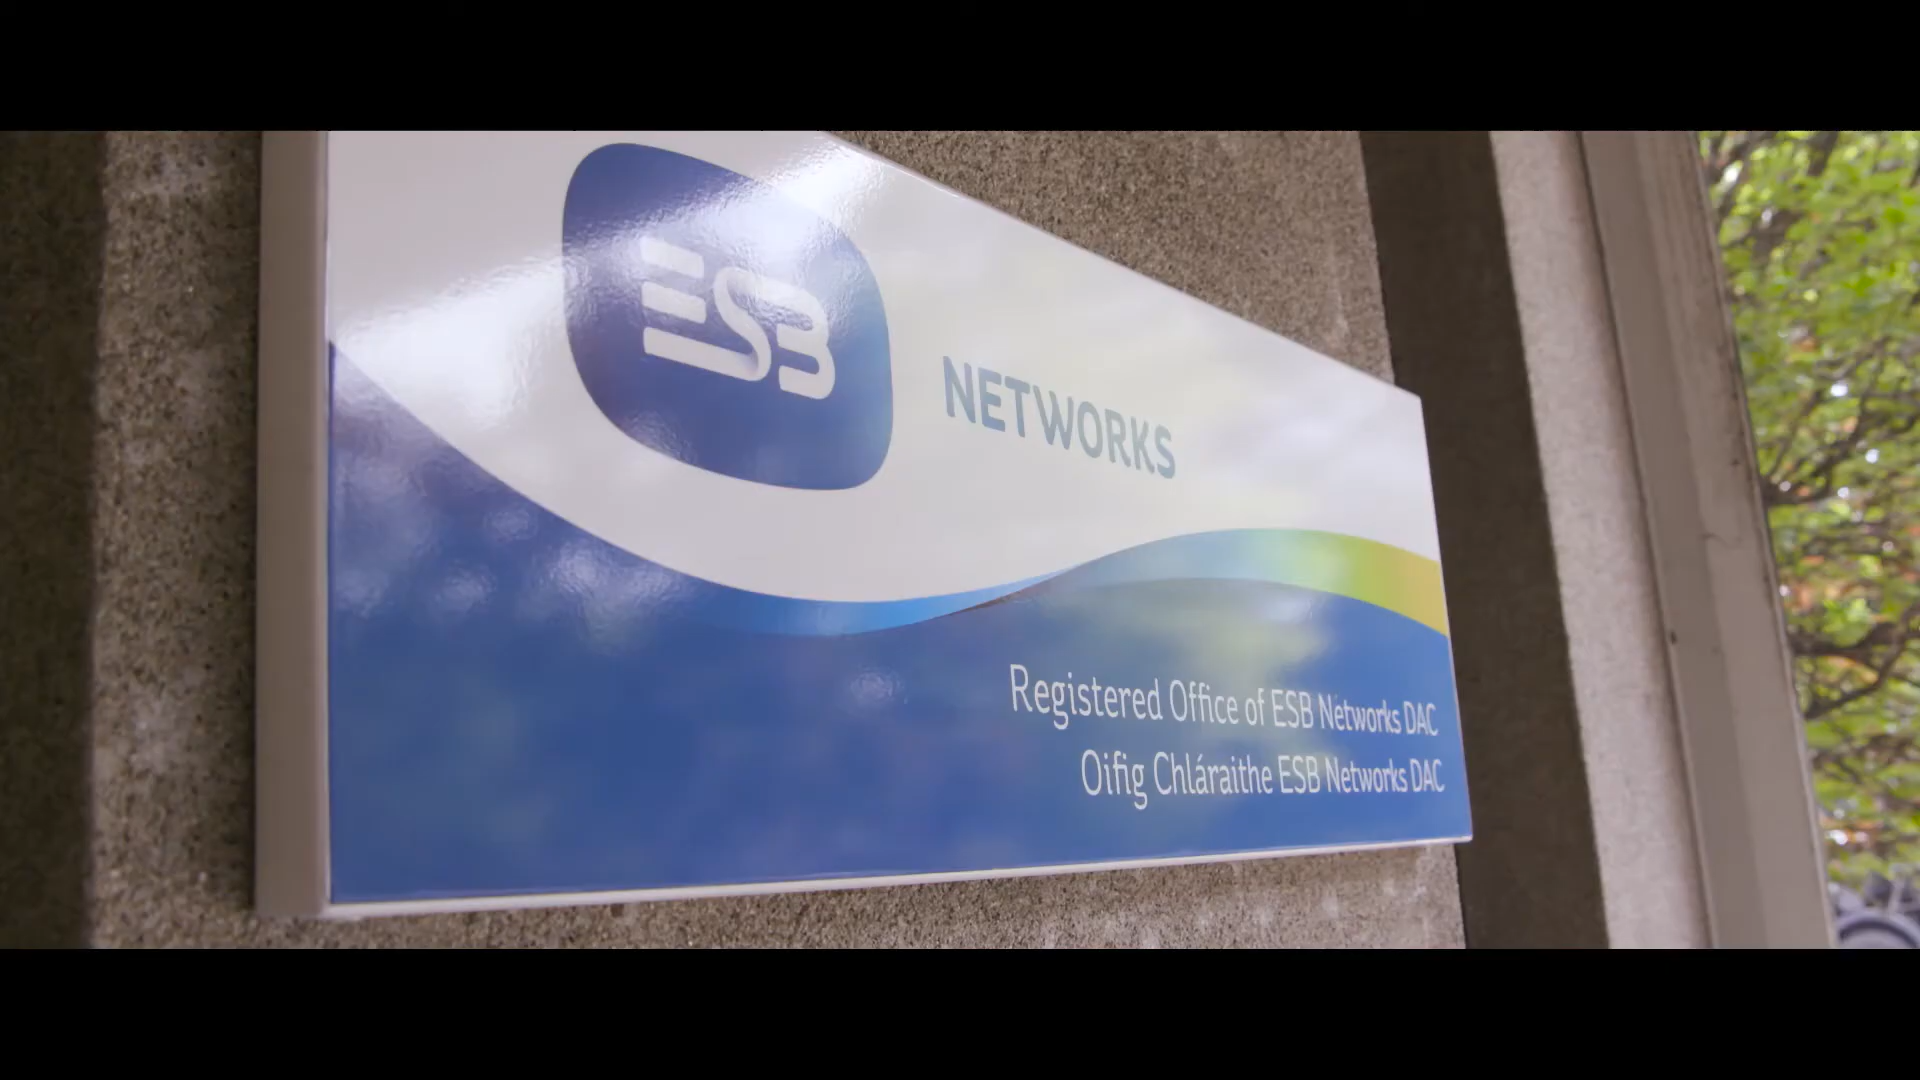 ESB
NETWORKS
Registered Office of ESB Networks DAC
Oifig Chláraithe ESB Networks DAC